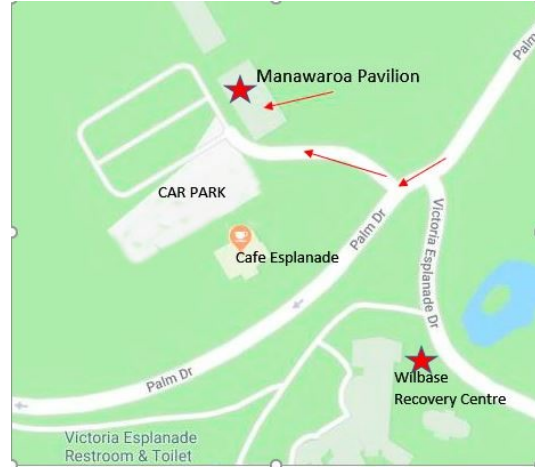 Palm
Manawaroa Pavilion
CAR PARK
Victoria Esplanade Dr
Palm Dr
Cafe Esplanade
Palm Dr
Wilbase
Recovery Centre
Victoria Esplanade
Restroom & Toilet